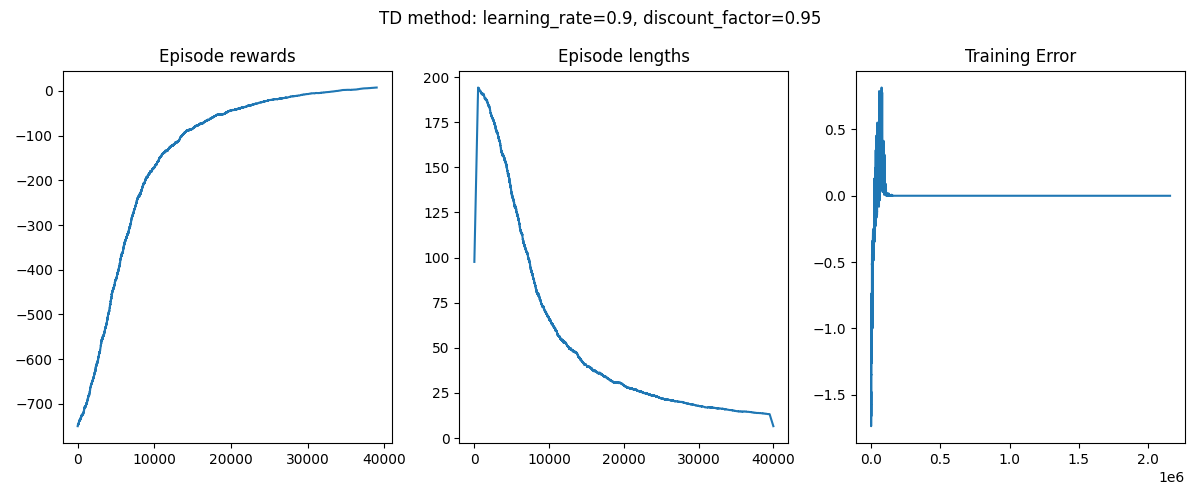 TD method: learning_rate=0.9, discount_factor=0.95
Episode rewards
0
−100
−200
−300
−400
−500
−600
−700
0 10000 20000 30000 40000
Episode lengths
200
175
150
125
100
75
50
25
0
0 10000 20000 30000 40000
Training Error
0.5
0.0
−0.5
−1.0
−1.5
0.0 0.5 1.0 1.5 2.0
1e6